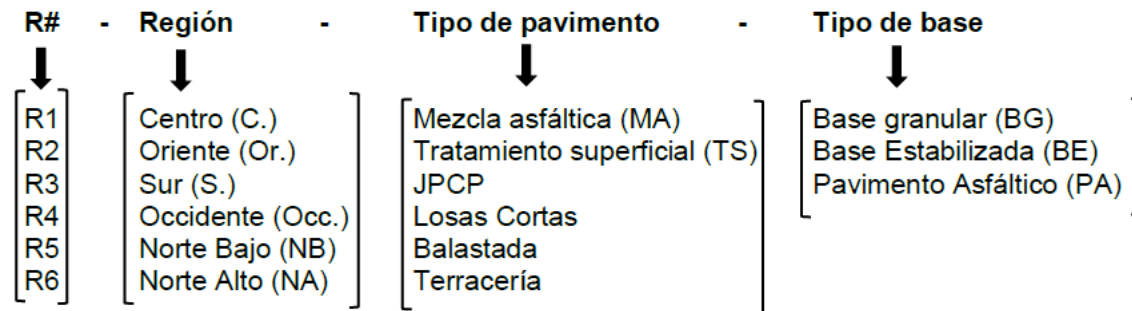 R# - Región - Tipo de pavimento - Tipo de base
R1 Centro (C.) Mezcla asfáltica (MA) Base granular (BG)
R2 Oriente (Or.) Tratamiento superficial (TS) Base Estabilizada (BE)
R3 Sur (S.) JPCP Pavimento Asfáltico (PA)
R4 Occidente (Occ.) Losas Cortas
R5 Norte Bajo (NB) Balastada
R6 Norte Alto (NA) Terracería